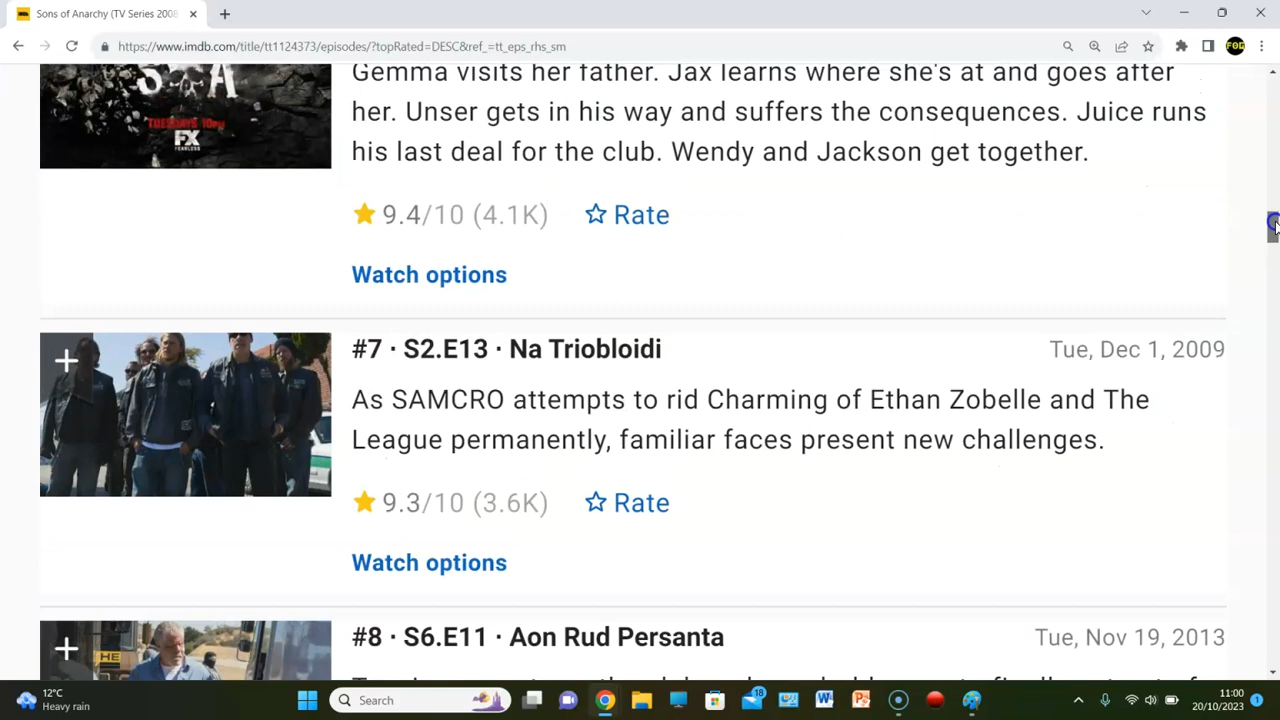 Sons of Anarchy (TV Series 2008
https://www.imdb.com/title/tt1124373/episodes/?topRated=DESC&ref_=tt_eps_rhs_sm
TUESDAYS 10PM
FX
FEARLESS
Gemma visits her father. Jax learns where she's at and goes after
her. Unser gets in his way and suffers the consequences. Juice runs
his last deal for the club. Wendy and Jackson get together.
9.4/10 (4.1K) Rate
Watch options
#7 · S2.E13 · Na Triobloidi Tue, Dec 1, 2009
As SAMCRO attempts to rid Charming of Ethan Zobelle and The
League permanently, familiar faces present new challenges.
9.3/10 (3.6K) Rate
Watch options
#8 · S6.E11 · Aon Rud Persanta Tue, Nov 19, 2013
12°C
Heavy rain
Search
18
11:00
20/10/2023